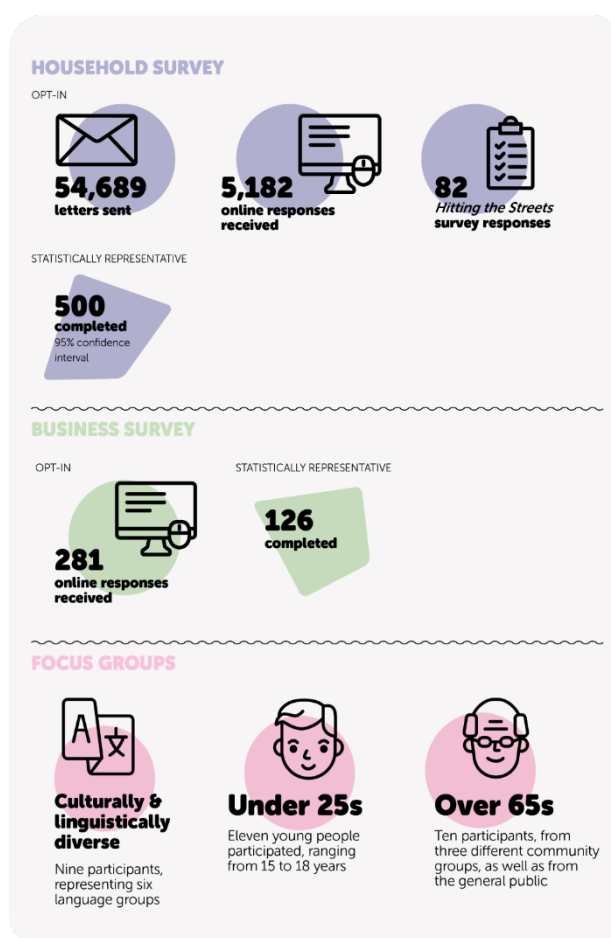 HOUSEHOLD SURVEY
OPT-IN
54,689
letters sent
5,182
online responses
received
82
Hitting the Streets
survey responses
STATISTICALLY REPRESENTATIVE
500
completed
95% confidence
interval
BUSINESS SURVEY
OPT-IN
281
online responses
received
STATISTICALLY REPRESENTATIVE
126
completed
FOCUS GROUPS
A
文
Culturally &
linguistically
diverse
Nine participants,
representing six
language groups
Under 25s
Eleven young people
participated, ranging
from 15 to 18 years
Over 65s
Ten participants, from
three different community
groups, as well as from
the general public